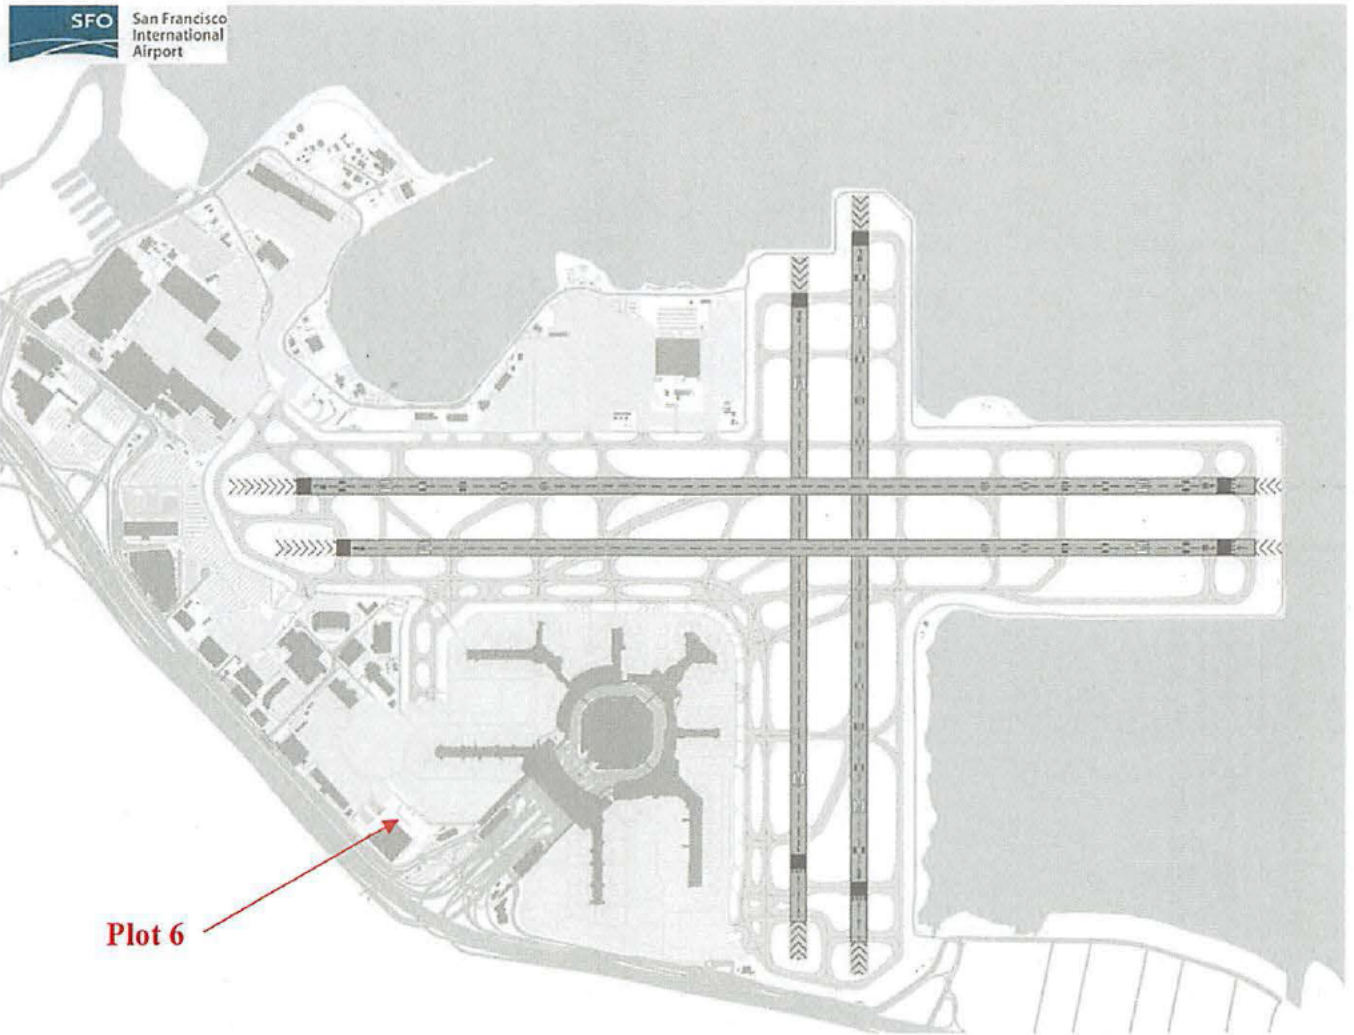 SFO
San Francisco
International
Airport
Plot 6